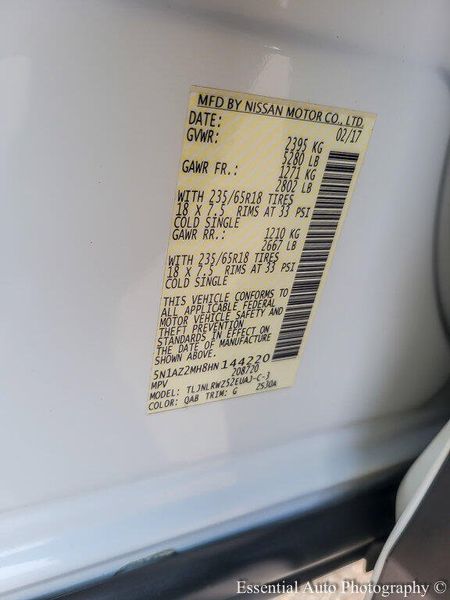 MFD BY NISSAN MOTOR CO., LTD
DATE: 02/17
GVWR: 2395 KG
5280 LB
GAWR FR.: 1271 KG
2802 LB
WITH 235/65R18 TIRES
18 X 7.5 RIMS AT 33 PSI
COLD SINGLE
GAWR RR.: 1210 KG
2667 LB
WITH 235/65R18 TIRES
18 X 7.5 RIMS AT 33 PSI
COLD SINGLE
THIS VEHICLE CONFORMS TO
ALL APPLICABLE FEDERAL
MOTOR VEHICLE SAFETY AND
THEFT PREVENTION
STANDARDS IN EFFECT ON
THE DATE OF MANUFACTURE
SHOWN ABOVE.
5N1AZ2MH8HN144220
MPV 208720
MODEL: TLJNLRWZ52EUAJ-C-3
COLOR: QAB TRIM: G 2530A
Essential Auto Photography ©